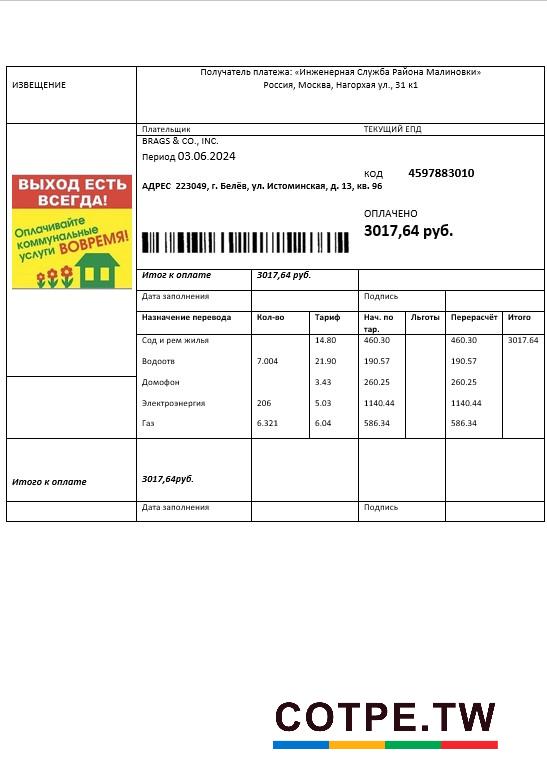 Получатель платежа: «Инженерная Служба Района Малиновки»
ИЗВЕЩЕНИЕ
Россия, Москва, Нагорхая ул., 31 к1
Плательщик ТЕКУЩИЙ ЕПД
BRAGS & CO., INC.
Период 03.06.2024
КОД 4597883010
АДРЕС 223049, г. Белёв, ул. Истоминская, д. 13, кв. 96
ВЫХОД ЕСТЬ
ВСЕГДА!
Оплачивайте
коммунальные
услуги ВОВРЕМЯ!
ОПЛАЧЕНО
3017,64 руб.
Итог к оплате 3017,64 руб.
Дата заполнения Подпись
Назначение перевода Кол-во Тариф Нач. по тар. Льготы Перерасчёт Итого
Сод и рем жилья 14.80 460.30 460.30 3017.64
Водоотв 7.004 21.90 190.57 190.57
Домофон 3.43 260.25 260.25
Электроэнергия 206 5.03 1140.44 1140.44
Газ 6.321 6.04 586.34 586.34
Итого к оплате 3017,64руб.
Дата заполнения Подпись
COTPE.TW